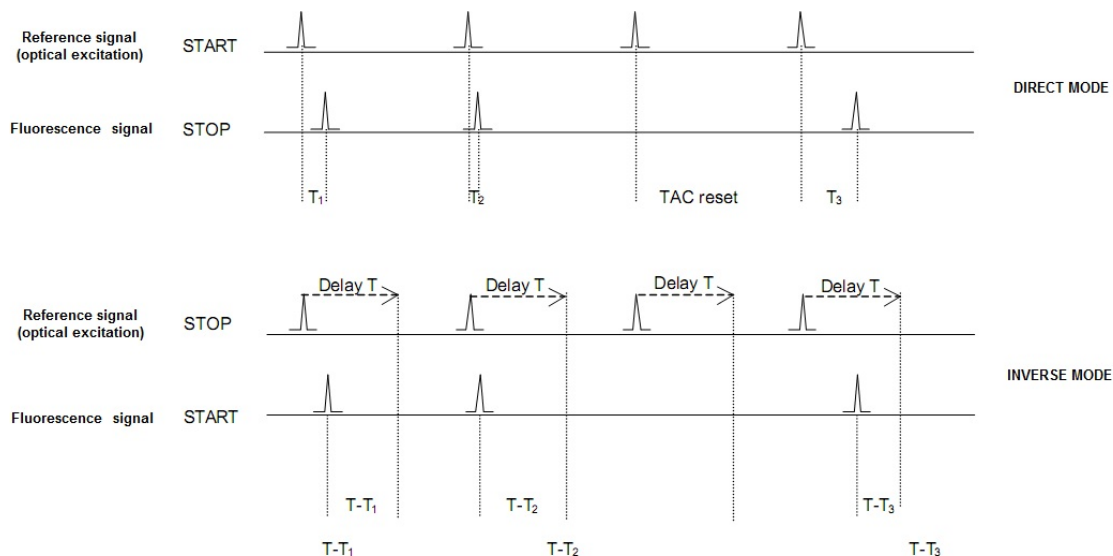 Reference signal
(optical excitation)
START
DIRECT MODE
Fluorescence signal
STOP
T₁
T₂
TAC reset
T₃
Delay T
Delay T
Delay T
Delay T
Reference signal
(optical excitation)
STOP
INVERSE MODE
Fluorescence signal
START
T-T₁
T-T₂
T-T₃
T-T₁
T-T₂
T-T₃